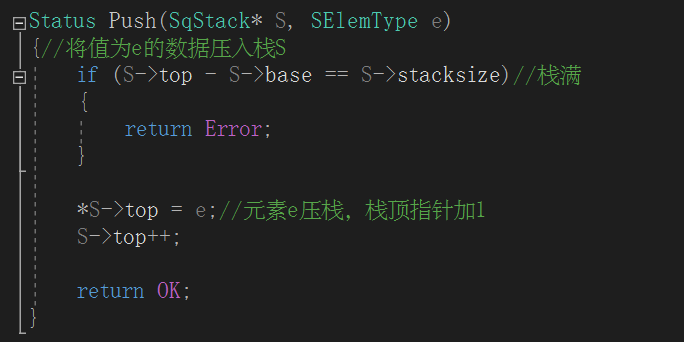 Status Push(SqStack* S, SElemType e)
{//将值为e的数据压入栈S
if (S->top - S->base == S->stacksize)//栈满
{
return Error;
}
*S->top = e;//元素e压栈，栈顶指针加1
S->top++;
return OK;
}